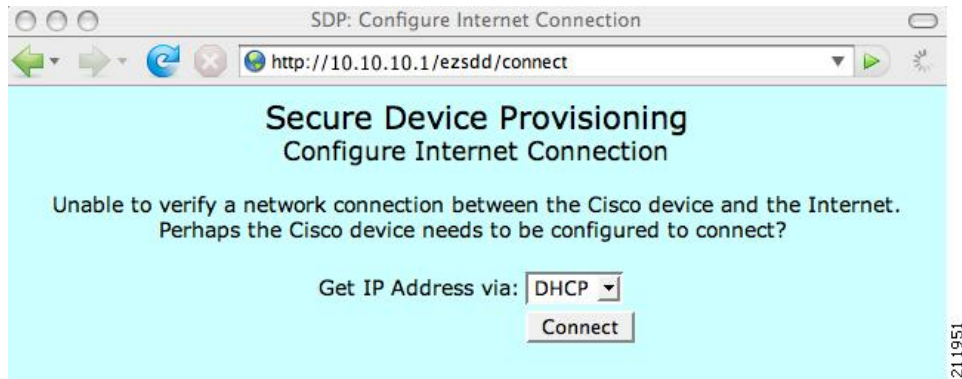 SDP: Configure Internet Connection
http://10.10.10.1/ezsdd/connect
Secure Device Provisioning
Configure Internet Connection
Unable to verify a network connection between the Cisco device and the Internet.
Perhaps the Cisco device needs to be configured to connect?
Get IP Address via: DHCP
Connect
211951